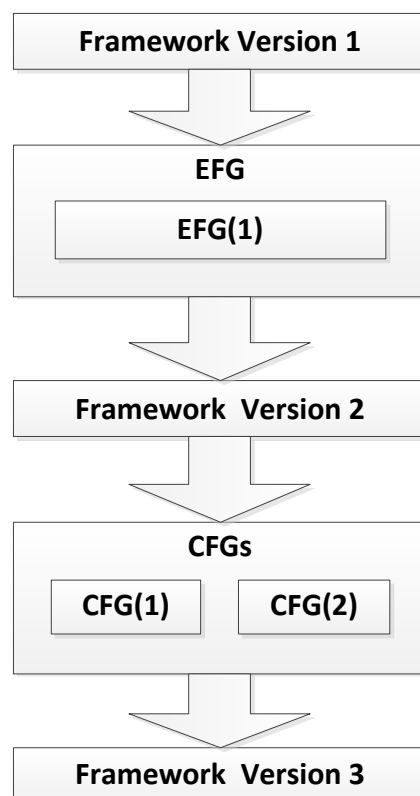 Framework Version 1
EFG
EFG(1)
Framework Version 2
CFGs
CFG(1) CFG(2)
Framework Version 3